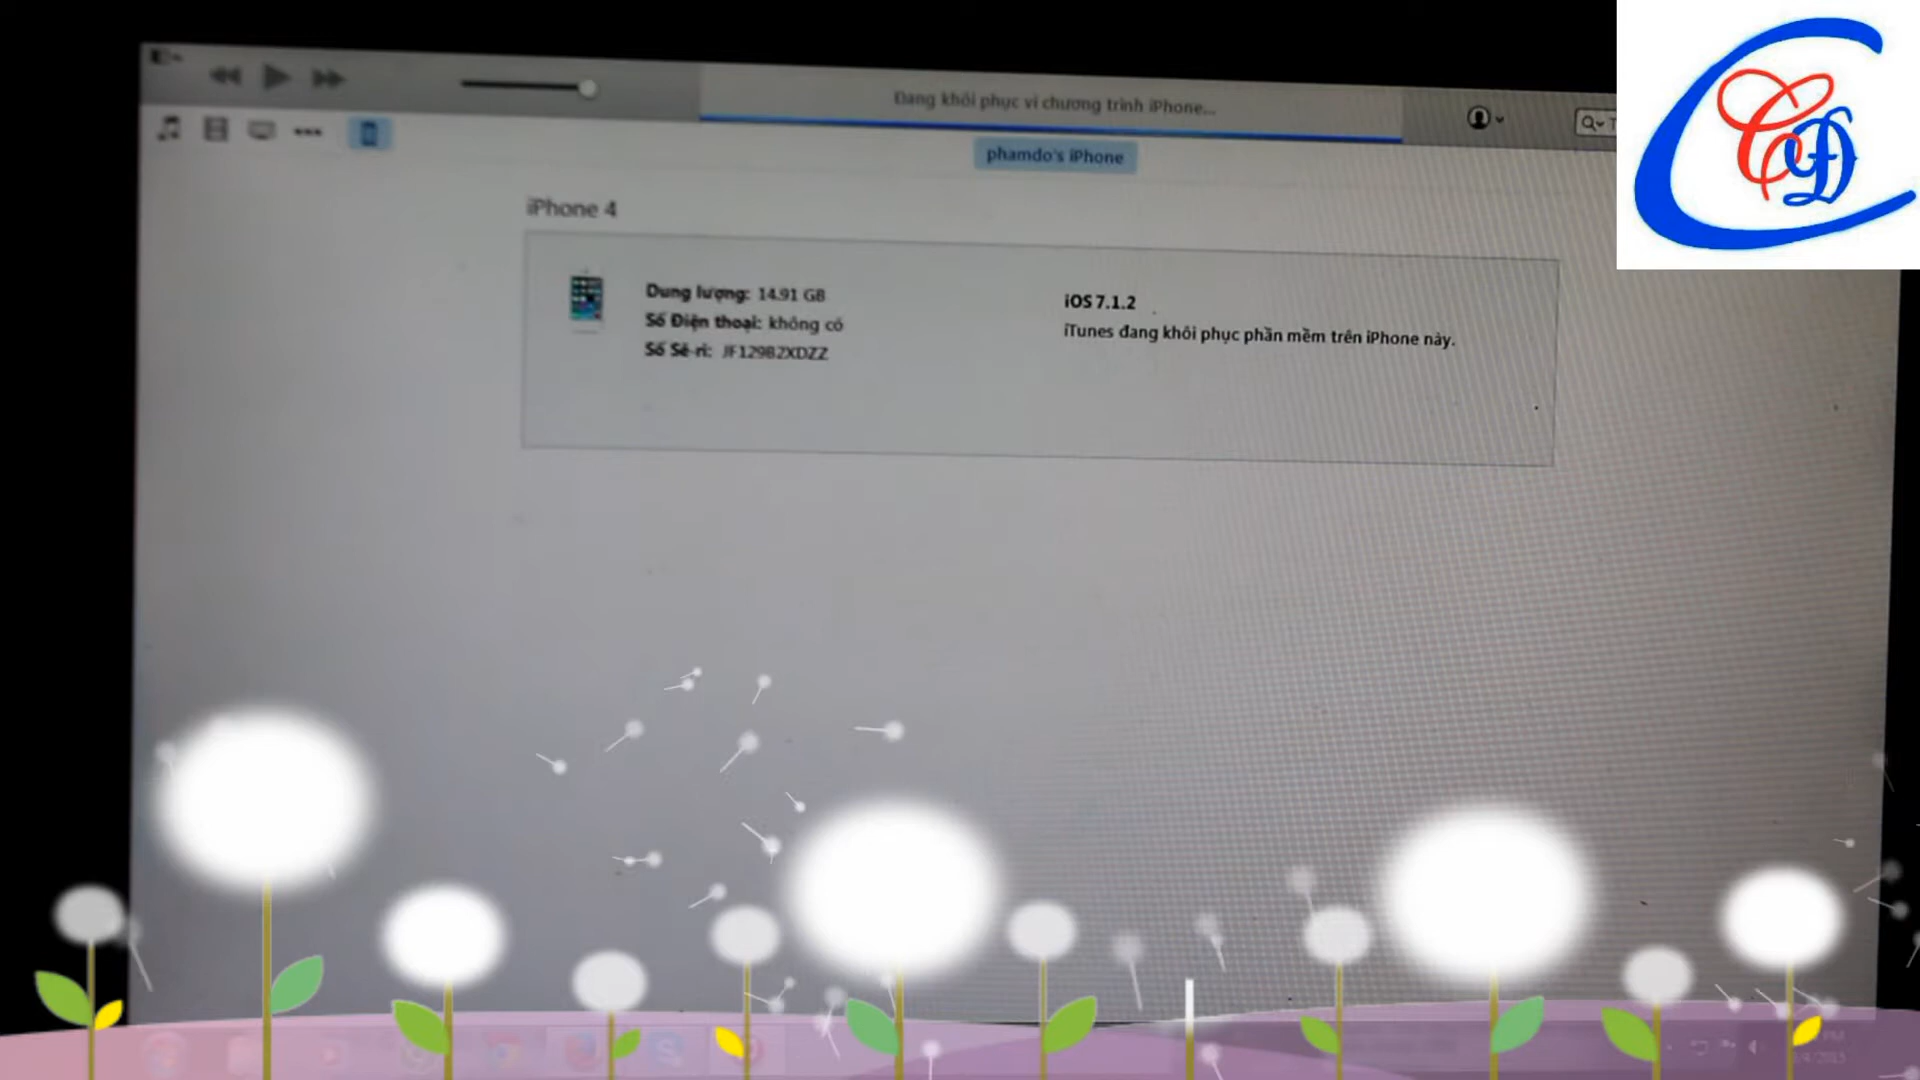 Đang khôi phục vi chương trình iPhone...
phamdo's iPhone
iPhone 4
Dung lượng: 14.91 GB
Số Điện thoại: không có
Số Sê-ri: JF129B2XDZZ
iOS 7.1.2
iTunes đang khôi phục phần mềm trên iPhone này.